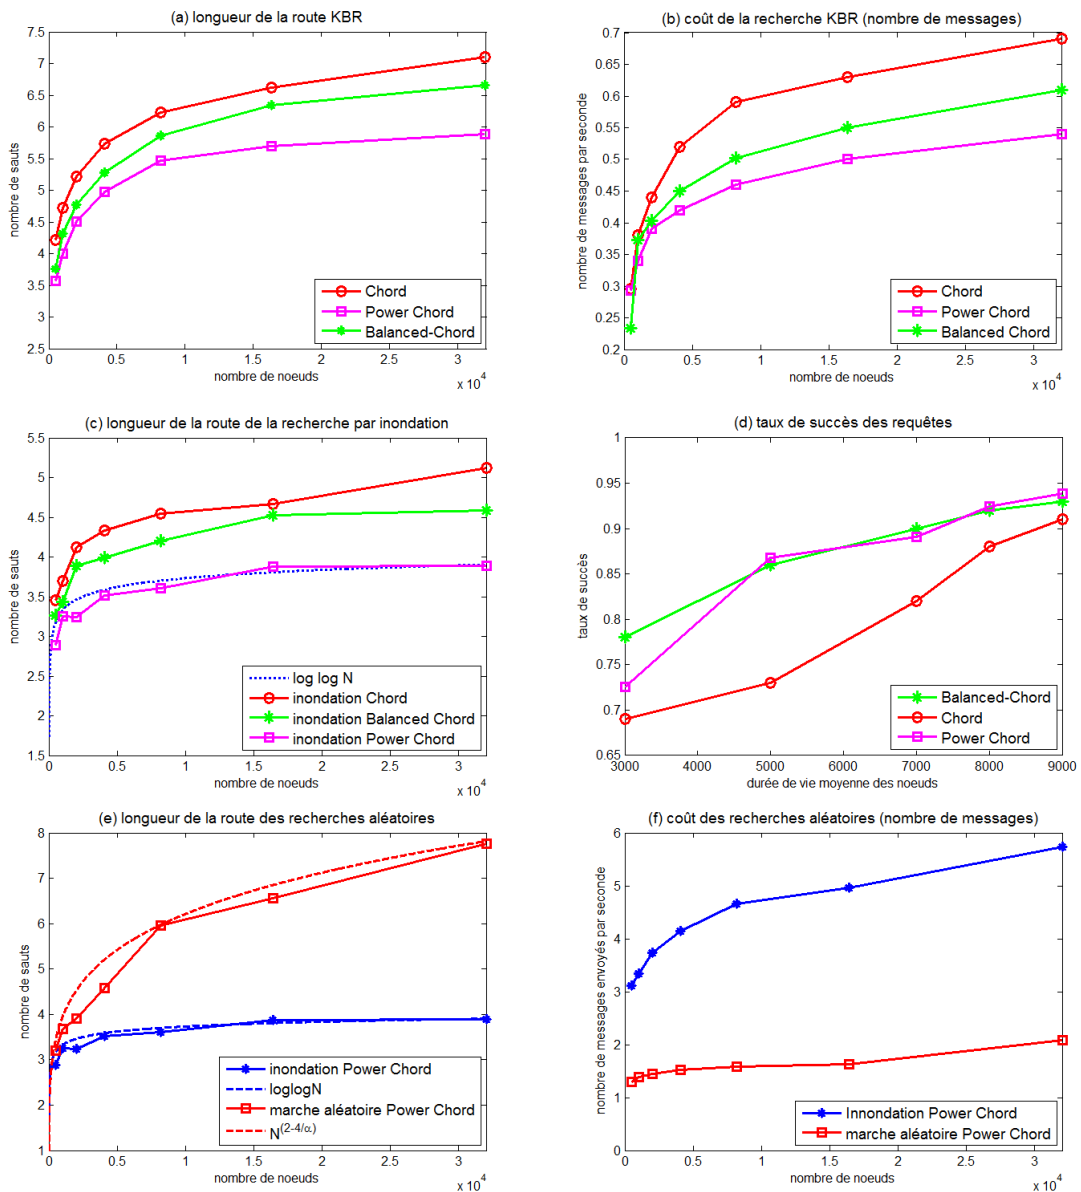 (a) longueur de la route KBR
7.5
7
6.5
6
5.5
5
4.5
4
3.5
3
2.5
nombre de sauts
Chord
Power Chord
Balanced-Chord
0 0.5 1 1.5 2 2.5 3
nombre de noeuds
x 10^4
(b) coût de la recherche KBR (nombre de messages)
0.7
0.65
0.6
0.55
0.5
0.45
0.4
0.35
0.3
0.25
0.2
nombre de messages par seconde
Chord
Power Chord
Balanced Chord
0 0.5 1 1.5 2 2.5 3
nombre de noeuds
x 10^4
(c) longueur de la route de la recherche par inondation
5.5
5
4.5
4
3.5
3
2.5
2
1.5
nombre de sauts
log log N
inondation Chord
inondation Balanced Chord
inondation Power Chord
0 0.5 1 1.5 2 2.5 3
nombre de noeuds
x 10^4
(d) taux de succès des requêtes
1
0.95
0.9
0.85
0.8
0.75
0.7
0.65
taux de succès
Balanced-Chord
Chord
Power Chord
3000 4000 5000 6000 7000 8000 9000
durée de vie moyenne des noeuds
(e) longueur de la route des recherches aléatoires
8
7
6
5
4
3
2
1
nombre de sauts
inondation Power Chord
loglogN
marche aléatoire Power Chord
N^(2-4/α)
0 0.5 1 1.5 2 2.5 3
nombre de noeuds
x 10^4
(f) coût des recherches aléatoires (nombre de messages)
6
5
4
3
2
1
0
nombre de messages envoyés par seconde
Innondation Power Chord
marche aléatoire Power Chord
0 0.5 1 1.5 2 2.5 3
nombre de noeuds
x 10^4